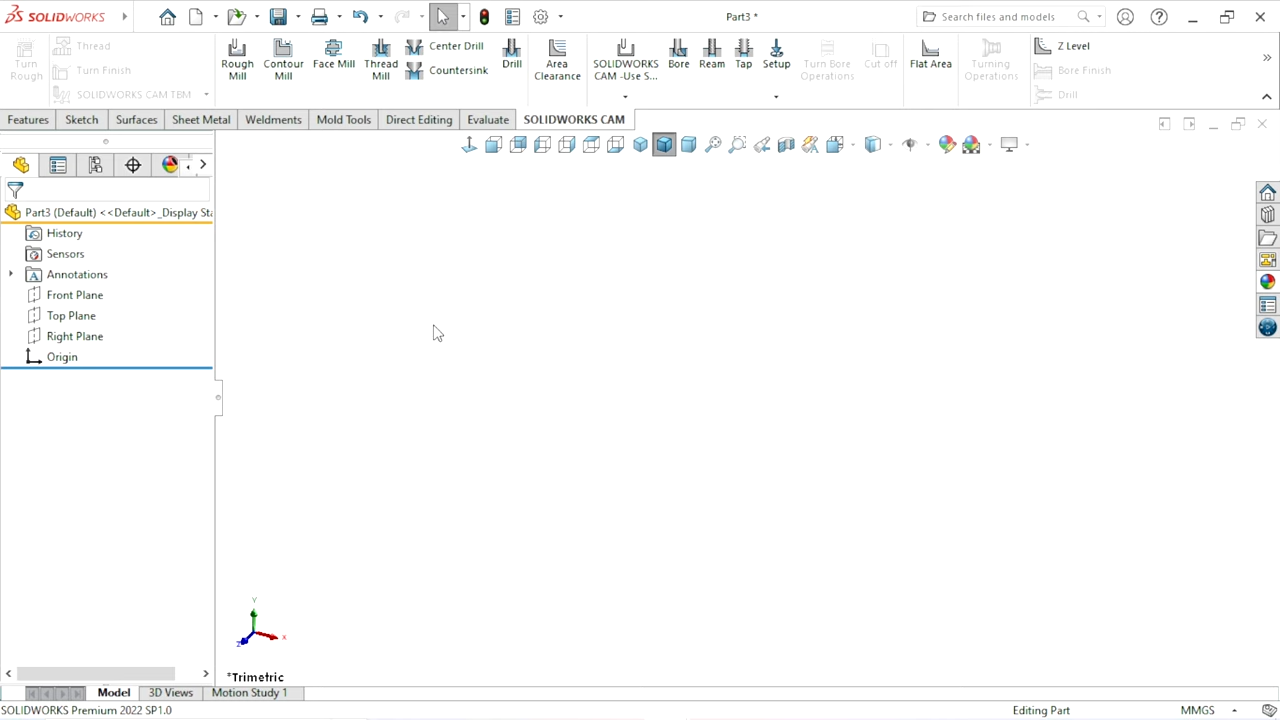 SOLIDWORKS
Part3 *
Search files and models
Turn Rough
Thread
Turn Finish
SOLIDWORKS CAM TBM
Rough Mill
Contour Mill
Face Mill
Thread Mill
Center Drill
Countersink
Drill
Area Clearance
SOLIDWORKS CAM -Use S...
Bore
Ream
Tap
Setup
Turn Bore Operations
Cut off
Flat Area
Turning Operations
Z Level
Bore Finish
Drill
Features
Sketch
Surfaces
Sheet Metal
Weldments
Mold Tools
Direct Editing
Evaluate
SOLIDWORKS CAM
Part3 (Default) <<Default>_Display Sta
History
Sensors
Annotations
Front Plane
Top Plane
Right Plane
Origin
Y
X
Z
*Trimetric
Model
3D Views
Motion Study 1
SOLIDWORKS Premium 2022 SP1.0
Editing Part
MMGS